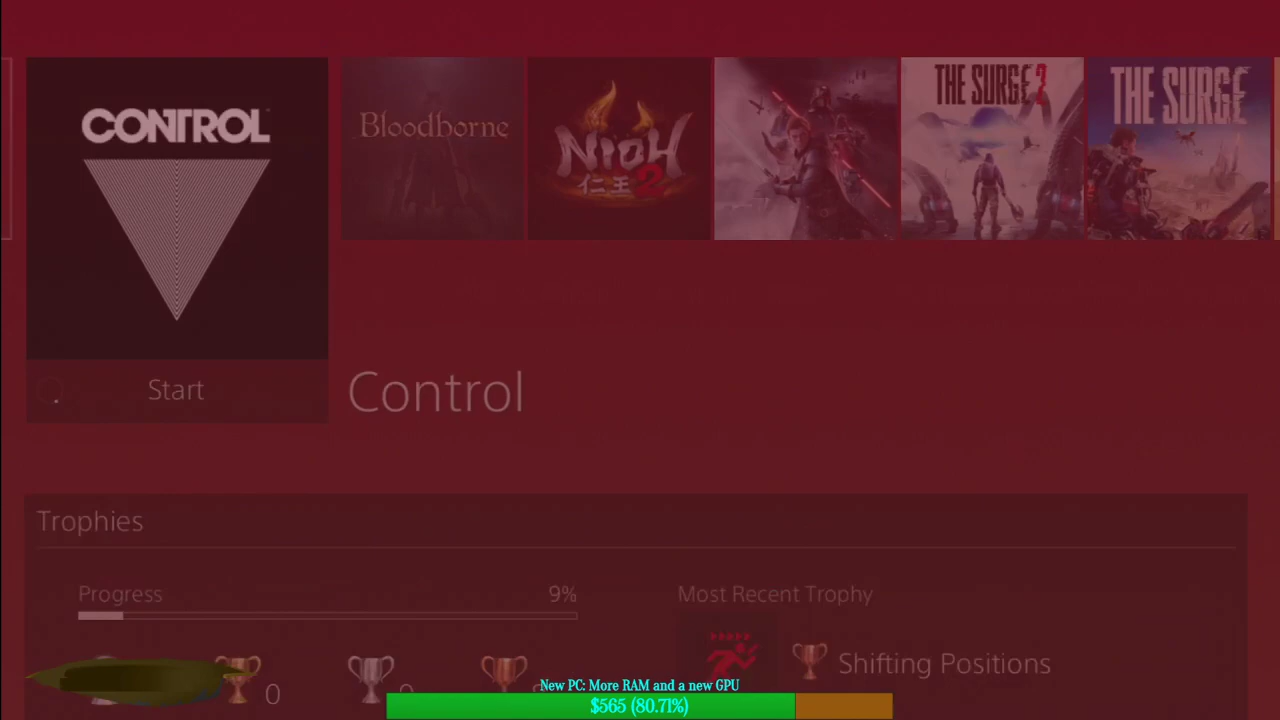 CONTROL
Bloodborne
NIOH
仁王2
THE SURGE 2
THE SURGE
Start
Control
Trophies
Progress
9%
Most Recent Trophy
Shifting Positions
0
New PC: More RAM and a new GPU
$565 (80.71%)